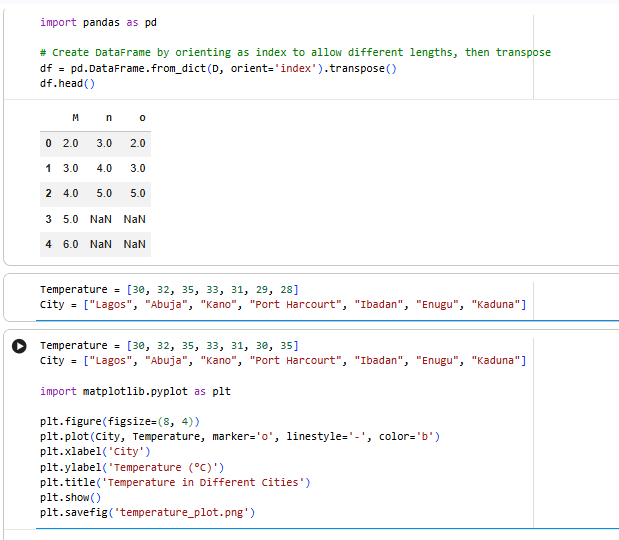 import pandas as pd
# Create DataFrame by orienting as index to allow different lengths, then transpose
df = pd.DataFrame.from_dict(D, orient='index').transpose()
df.head()
M n o
0 2.0 3.0 2.0
1 3.0 4.0 3.0
2 4.0 5.0 5.0
3 5.0 NaN NaN
4 6.0 NaN NaN
Temperature = [30, 32, 35, 33, 31, 29, 28]
City = ["Lagos", "Abuja", "Kano", "Port Harcourt", "Ibadan", "Enugu", "Kaduna"]
Temperature = [30, 32, 35, 33, 31, 30, 35]
City = ["Lagos", "Abuja", "Kano", "Port Harcourt", "Ibadan", "Enugu", "Kaduna"]
import matplotlib.pyplot as plt
plt.figure(figsize=(8, 4))
plt.plot(City, Temperature, marker='o', linestyle='-', color='b')
plt.xlabel('City')
plt.ylabel('Temperature (°C)')
plt.title('Temperature in Different Cities')
plt.show()
plt.savefig('temperature_plot.png')